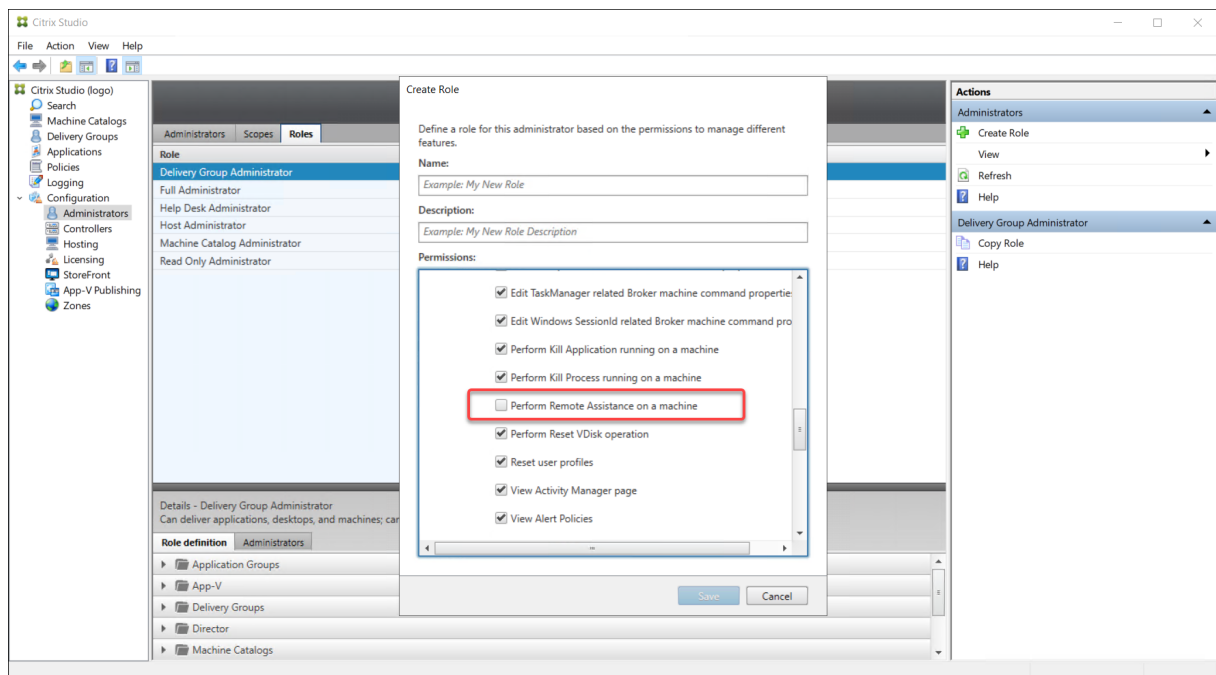 Citrix Studio
File Action View Help
Citrix Studio (logo)
Search
Machine Catalogs
Delivery Groups
Applications
Policies
Logging
Configuration
Administrators
Controllers
Hosting
Licensing
StoreFront
App-V Publishing
Zones
Administrators Scopes Roles
Role
Delivery Group Administrator
Full Administrator
Help Desk Administrator
Host Administrator
Machine Catalog Administrator
Read Only Administrator
Details - Delivery Group Administrator
Can deliver applications, desktops, and machines;
Role definition Administrators
Application Groups
App-V
Delivery Groups
Director
Machine Catalogs
Create Role
Define a role for this administrator based on the permissions to manage different
features.
Name:
Example: My New Role
Description:
Example: My New Role Description
Permissions:
Edit TaskManager related Broker machine command
Edit Windows SessionId related Broker machine command
Perform Kill Application running on a machine
Perform Kill Process running on a machine
Perform Remote Assistance on a machine
Perform Reset VDisk operation
Reset user profiles
View Activity Manager page
View Alert Policies
Save Cancel
Actions
Administrators
Create Role
View
Refresh
Help
Delivery Group Administrator
Copy Role
Help